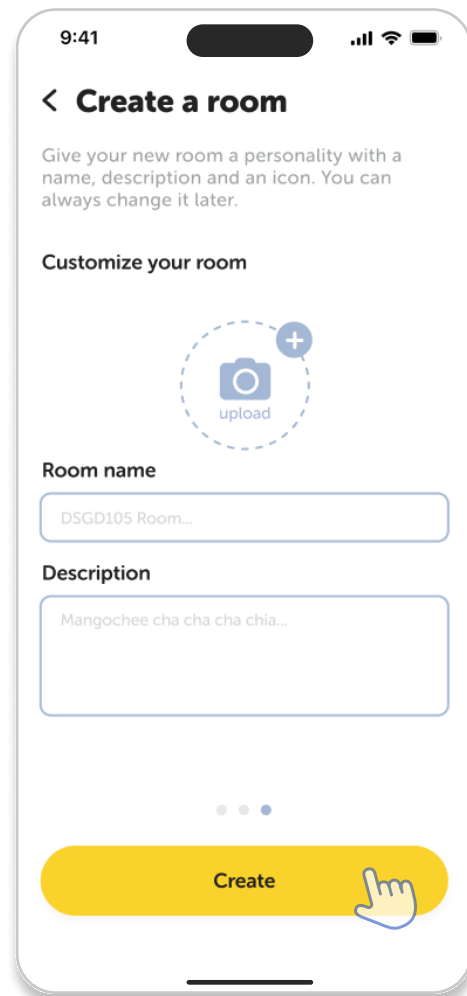 9:41
Create a room
Give your new room a personality with a
name, description and an icon. You can
always change it later.
Customize your room
upload
Room name
DSGD105 Room...
Description
Mangochee cha cha cha chia...
Create